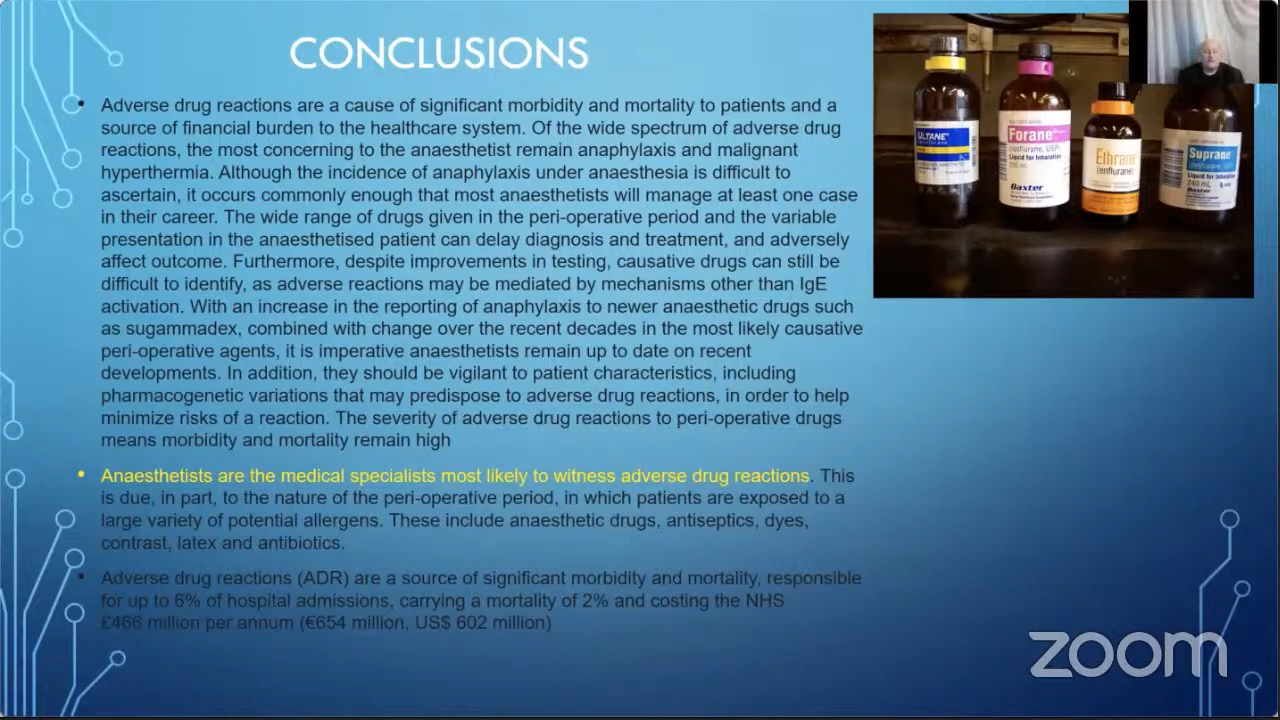 CONCLUSIONS
• Adverse drug reactions are a cause of significant morbidity and mortality to patients and a
source of financial burden to the healthcare system. Of the wide spectrum of adverse drug
reactions, the most concerning to the anaesthetist remain anaphylaxis and malignant
hyperthermia. Although the incidence of anaphylaxis under anesthesia is difficult to
ascertain, it occurs commonly enough that most anaesthetists will manage at least one case
in their career. The wide range of drugs given in the peri-operative period and the variable
presentation in the anaesthetised patient can delay diagnosis and treatment, and adversely
affect outcome. Furthermore, despite improvements in testing, causative drugs can still be
difficult to identify, as adverse reactions may be mediated by mechanisms other than IgE
activation. With an increase in the reporting of anaphylaxis to newer anaesthetic drugs such
as sugammadex, combined with change over the recent decades in the most likely causative
peri-operative agents, it is imperative anaesthetists remain up to date on recent
developments. In addition, they should be vigilant to patient characteristics, including
pharmacogenetic variations that may predispose to adverse drug reactions, in order to help
minimize risks of a reaction. The severity of adverse drug reactions to peri-operative drugs
means morbidity and mortality remain high
• Anaesthetists are the medical specialists most likely to witness adverse drug reactions. This
is due, in part, to the nature of the peri-operative period, in which patients are exposed to a
large variety of potential allergens. These include anaesthetic drugs, antiseptics, dyes,
contrast, latex and antibiotics.
• Adverse drug reactions (ADR) are a source of significant morbidity and mortality, responsible
for up to 6% of hospital admissions, carrying a mortality of 2% and costing the NHS
£466 million per annum (€654 million, US$ 602 million)
ULTANE
Forane
(isoflurane, USP)
Liquid for Inhalation
Baxter
Ethrane
(enflurane)
Suprane
Liquid for Inhalation
240 mL
Baxter
zoom